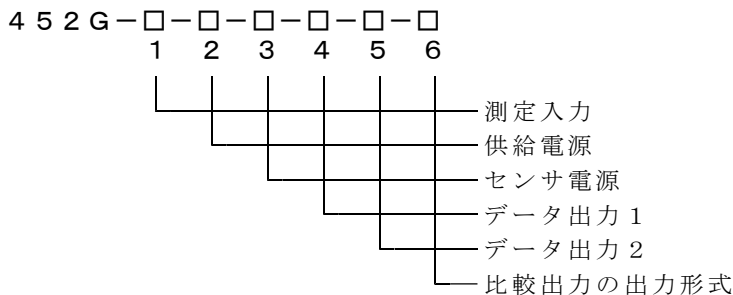 452G-□-□-□-□-□-□
1 2 3 4 5 6
測定入力
供給電源
センサ電源
データ出力1
データ出力2
比較出力の出力形式